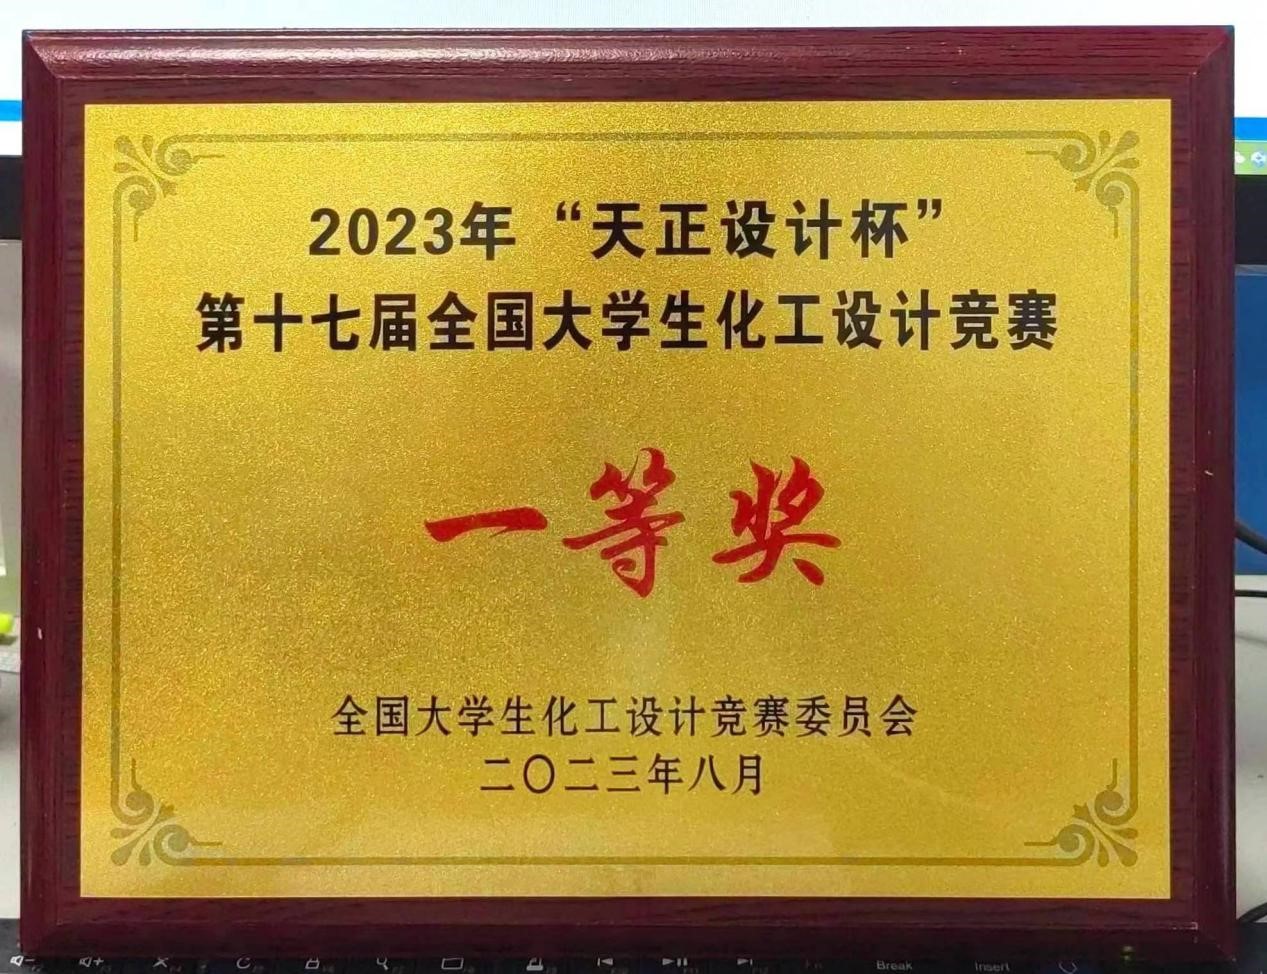 2023年“天正设计杯”
第十七届全国大学生化工设计竞赛
一等奖
全国大学生化工设计竞赛委员会
二〇二三年八月
Break
Insert